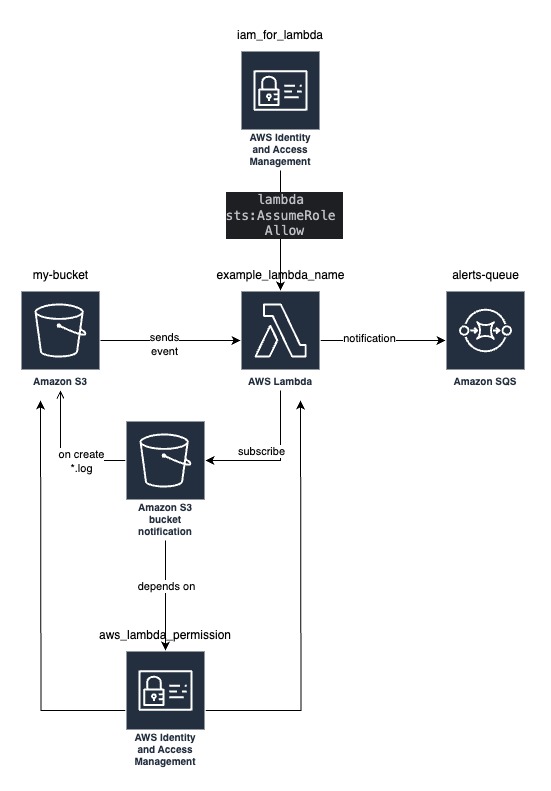 iam_for_lambda
AWS Identity
and Access
Management
lambda
sts:AssumeRole
Allow
my-bucket
example_lambda_name
alerts-queue
sends
event
notification
Amazon S3
AWS Lambda
Amazon SQS
on create
*.log
subscribe
Amazon S3
bucket
notification
depends on
aws_lambda_permission
AWS Identity
and Access
Management